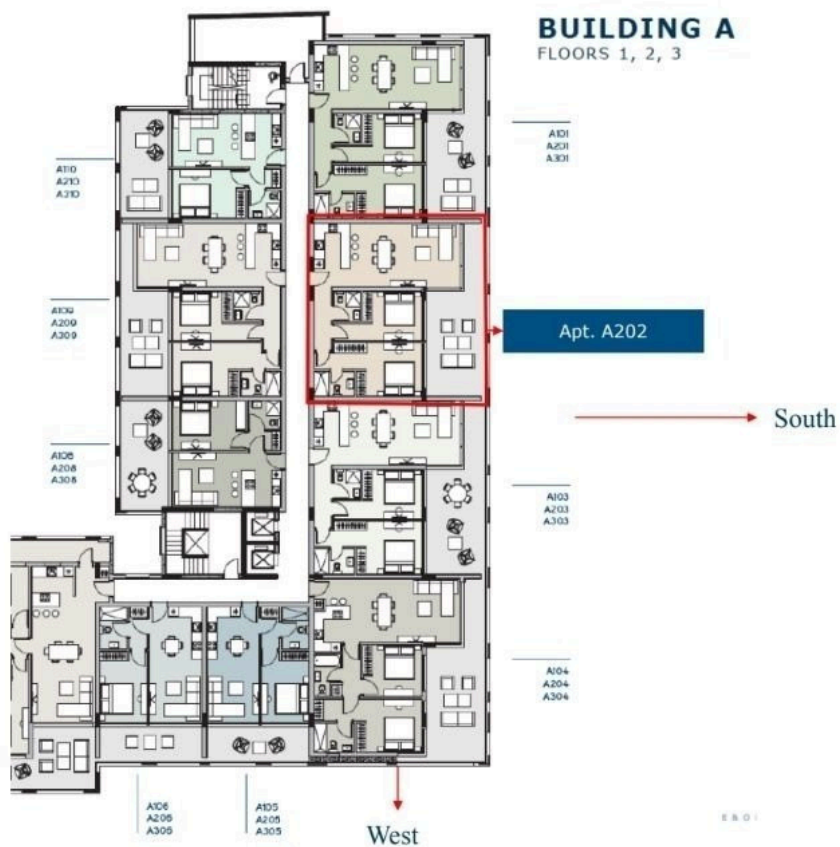 BUILDING A
FLOORS 1, 2, 3
A101
A201
A301
A110
A210
A310
A109
A209
A309
Apt. A202
South
A108
A208
A308
A103
A203
A303
A104
A204
A304
A106
A206
A306
A105
A205
A305
West
E & O